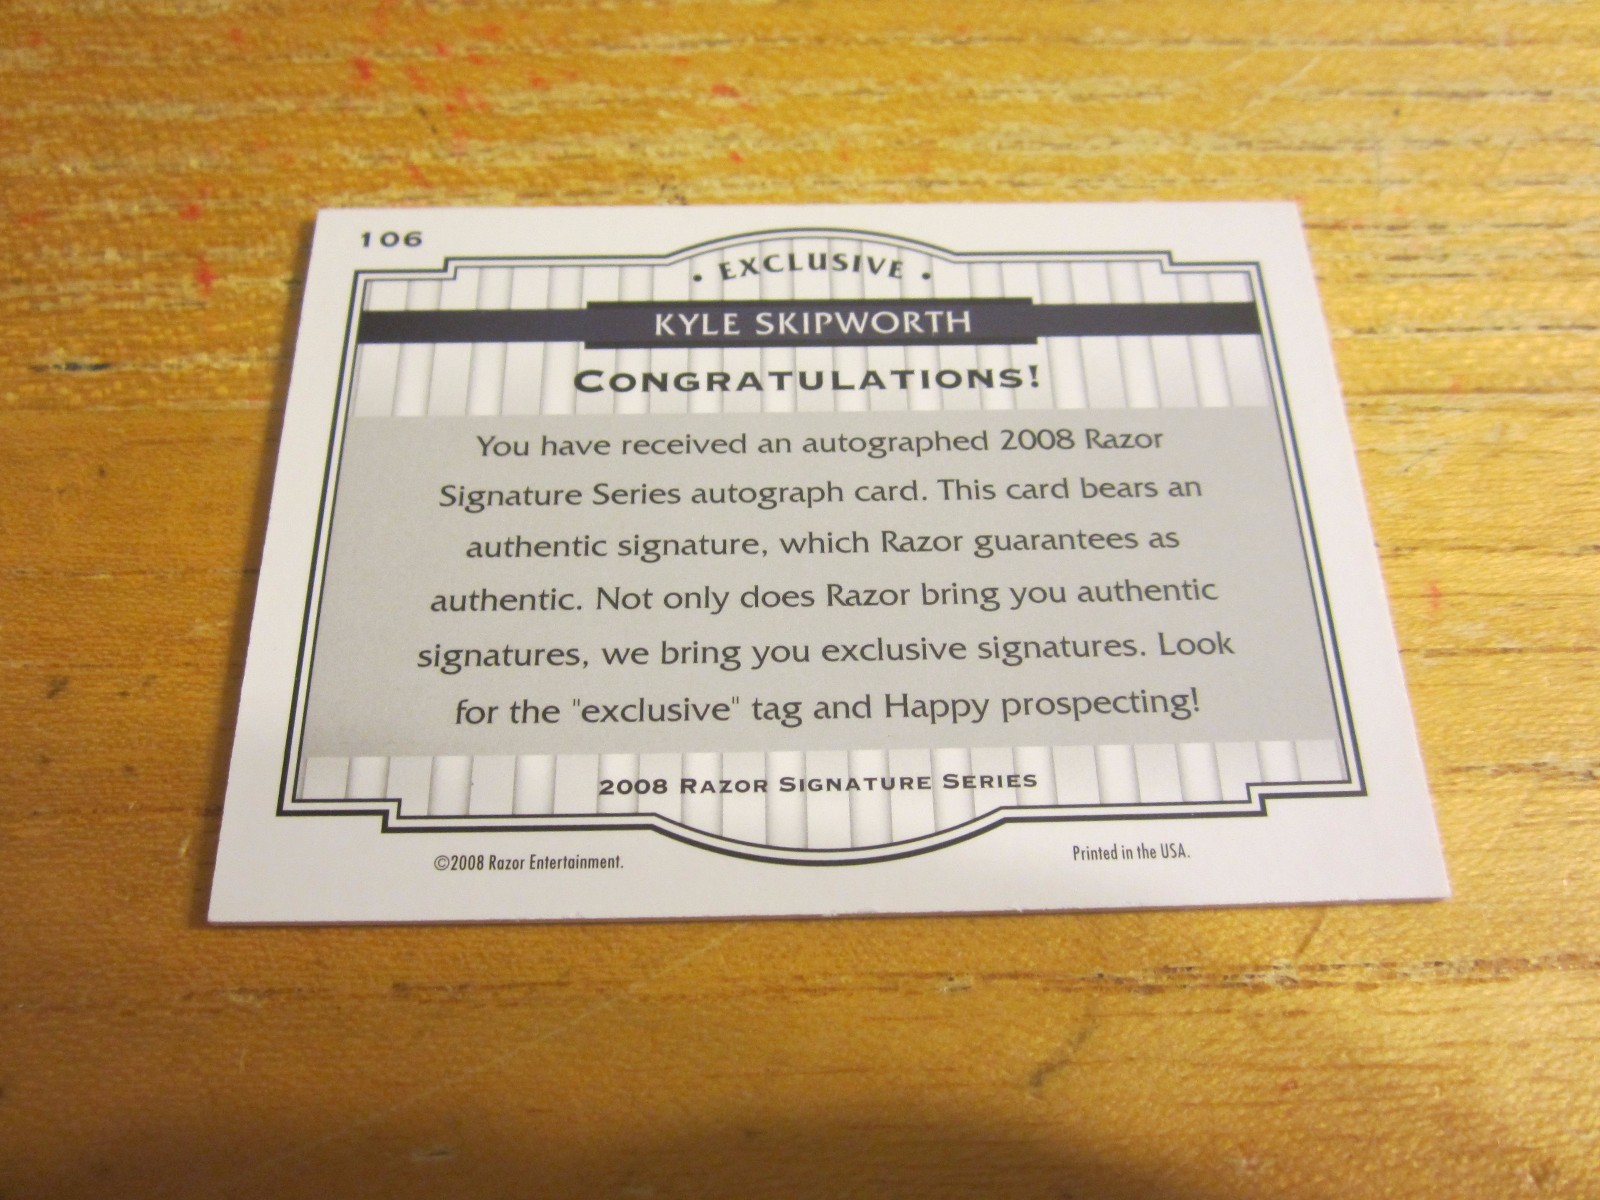 106
• EXCLUSIVE •
KYLE SKIPWORTH
CONGRATULATIONS!
You have received an autographed 2008 Razor
Signature Series autograph card. This card bears an
authentic signature, which Razor guarantees as
authentic. Not only does Razor bring you authentic
signatures, we bring you exclusive signatures. Look
for the "exclusive" tag and Happy prospecting!
2008 RAZOR SIGNATURE SERIES
©2008 Razor Entertainment.
Printed in the USA.